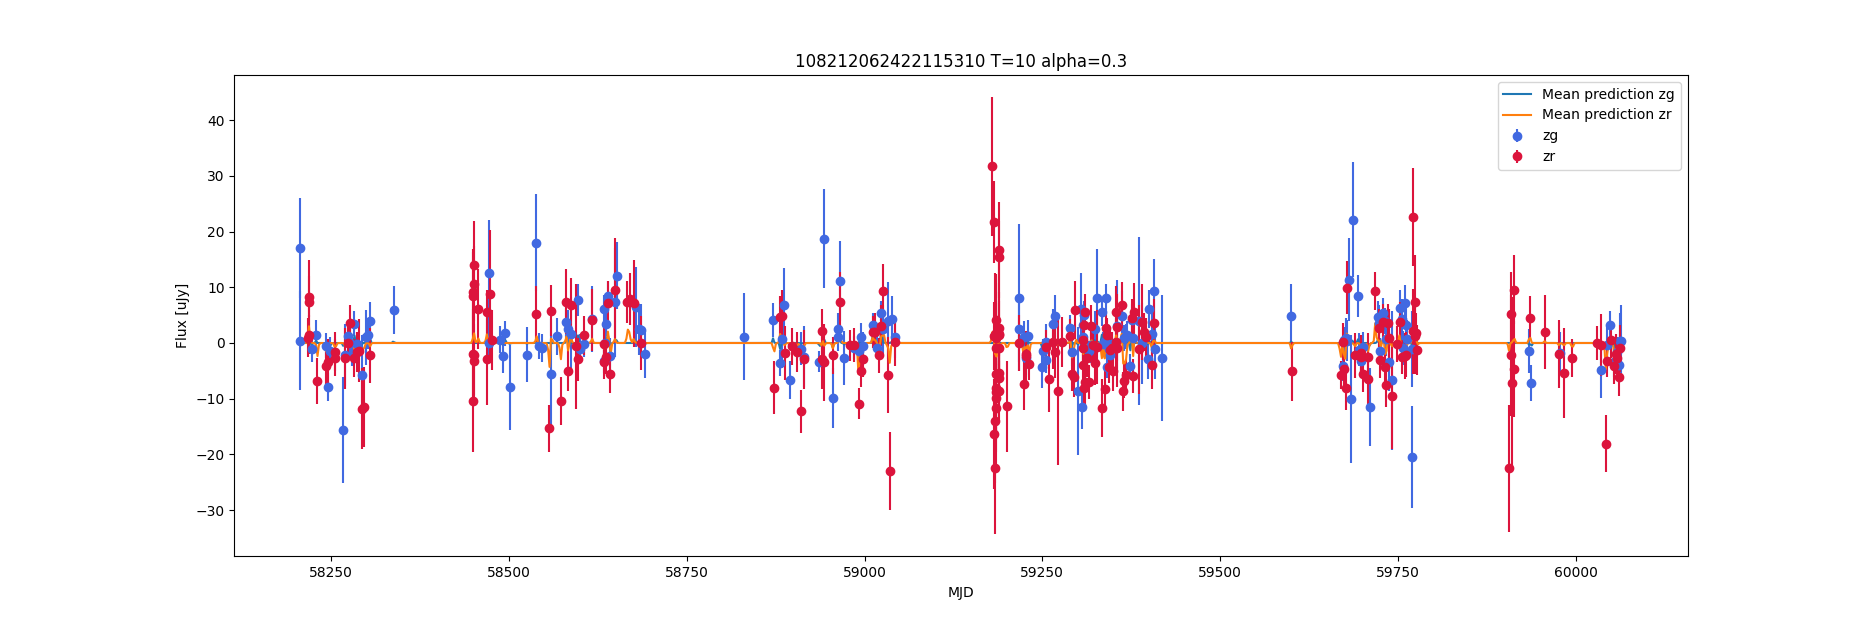 108212062422115310 T=10 alpha=0.3
Mean prediction zg
Mean prediction zr
zg
zr
Flux [uJy]
40
30
20
10
0
−10
−20
−30
58250 58500 58750 59000 59250 59500 59750 60000
MJD